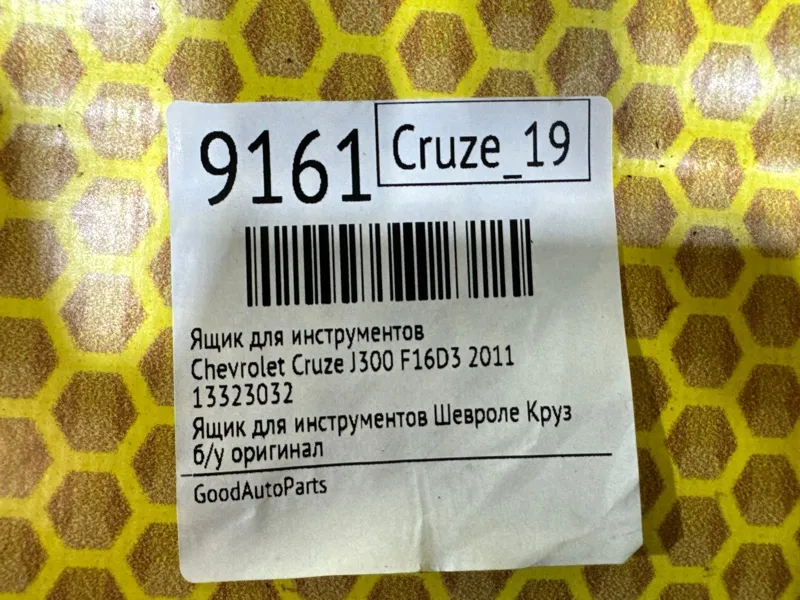 9161
Cruze_19
Ящик для инструментов
Chevrolet Cruze J300 F16D3 2011
13323032
Ящик для инструментов Шевроле Круз
б/у оригинал
GoodAutoParts